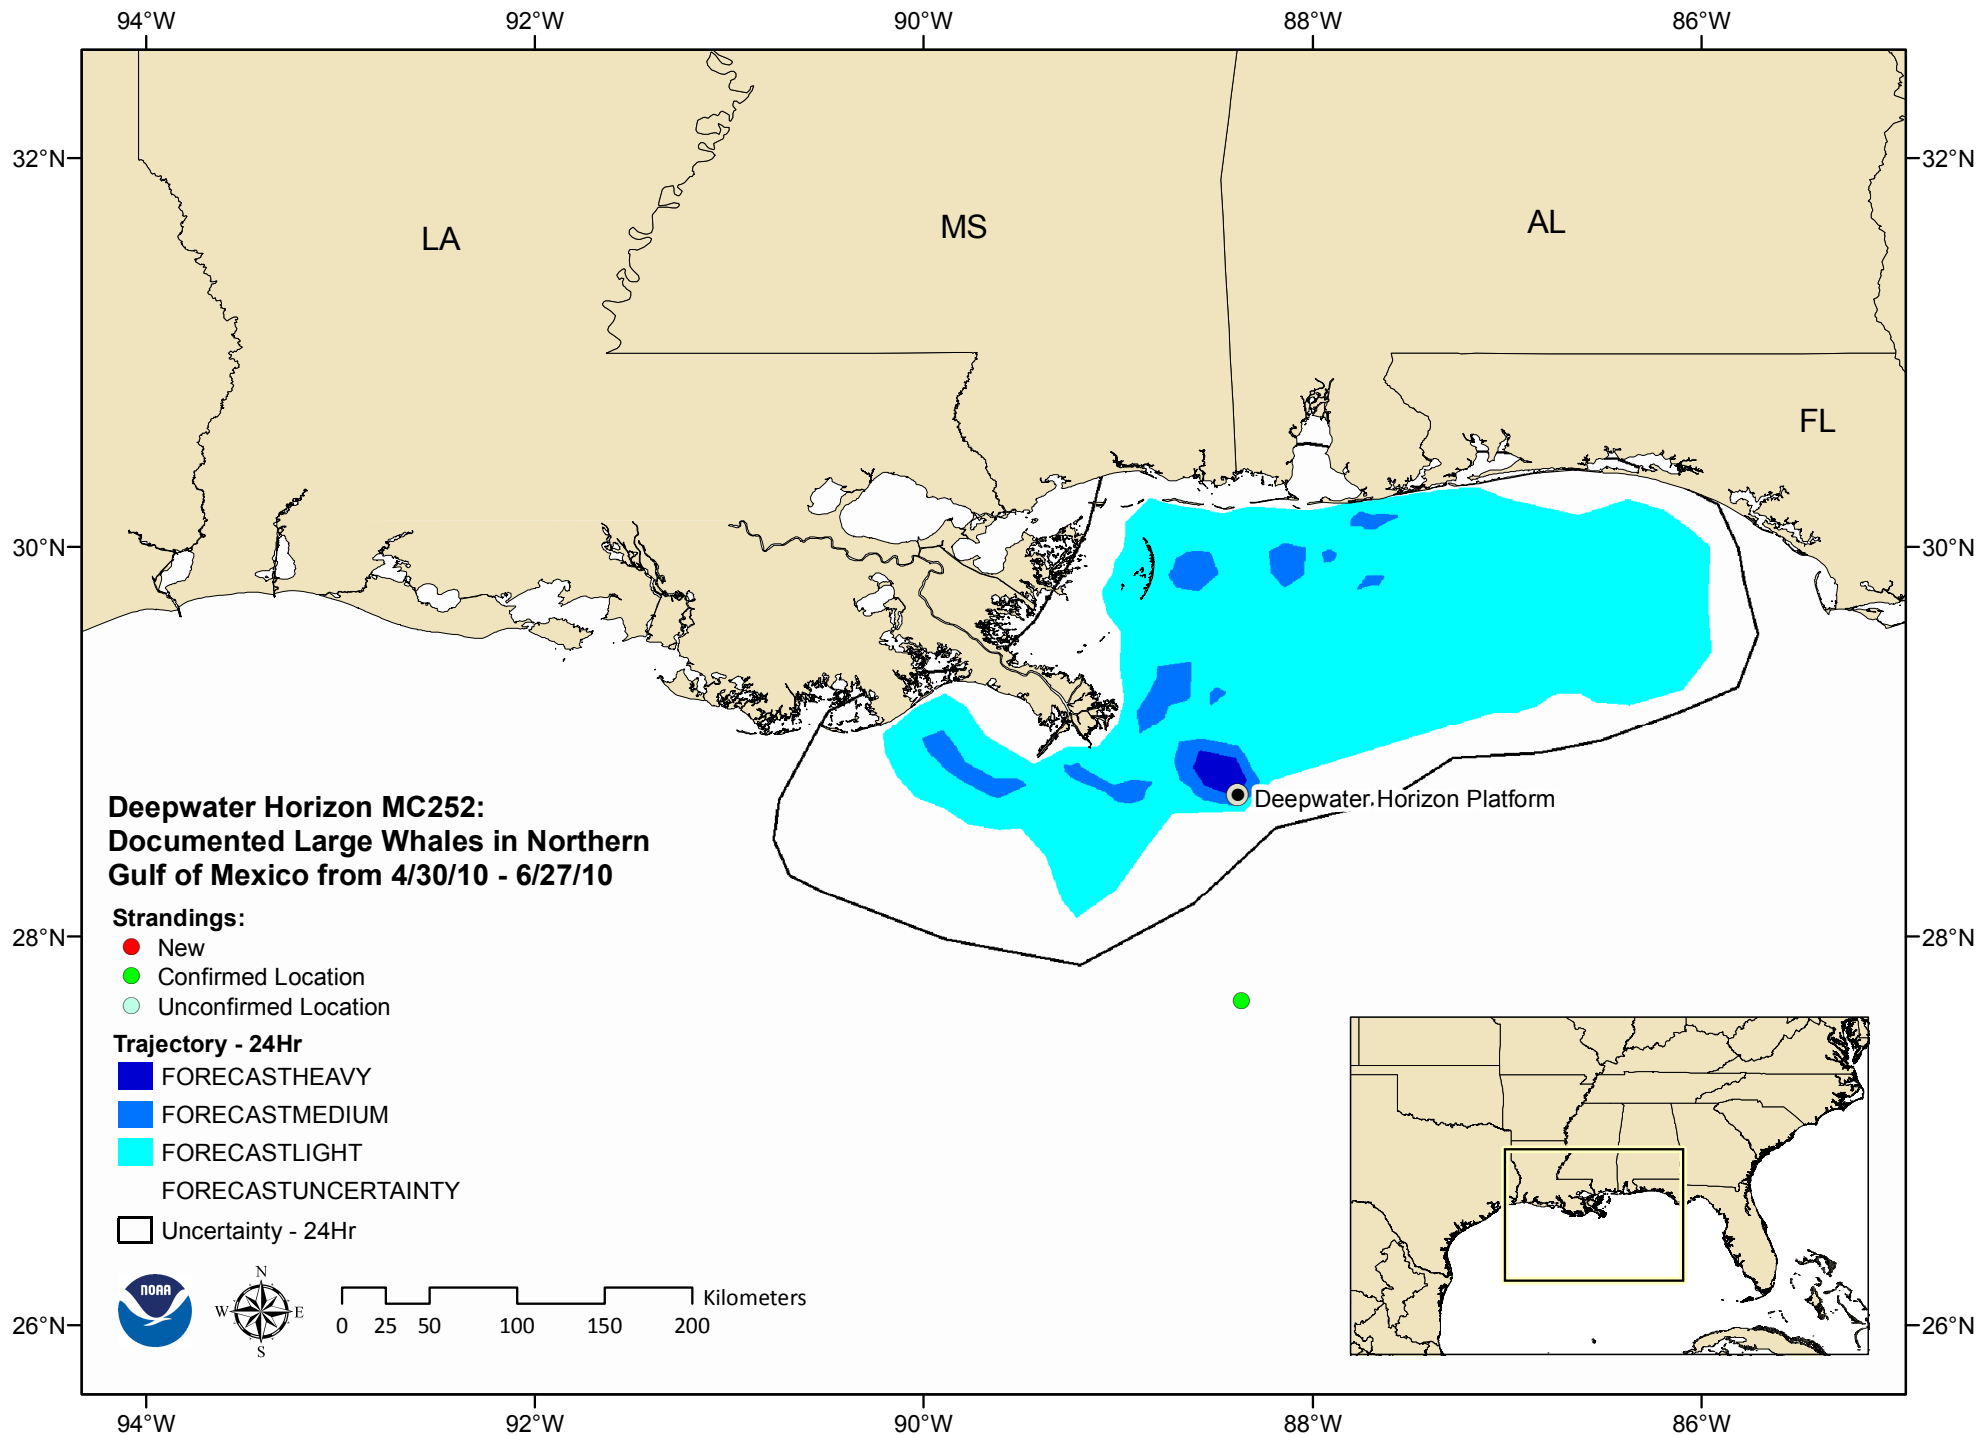 94°W 92°W 90°W 88°W 86°W
32°N 32°N
LA MS AL
FL
30°N 30°N
Deepwater Horizon Platform
Deepwater Horizon MC252:
Documented Large Whales in Northern
Gulf of Mexico from 4/30/10 - 6/27/10
28°N 28°N
Strandings:
New
Confirmed Location
Unconfirmed Location
Trajectory - 24Hr
FORECASTHEAVY
FORECASTMEDIUM
FORECASTLIGHT
FORECASTUNCERTAINTY
Uncertainty - 24Hr
NOAA
N
W E
S
Kilometers
0 25 50 100 150 200
26°N 26°N
94°W 92°W 90°W 88°W 86°W